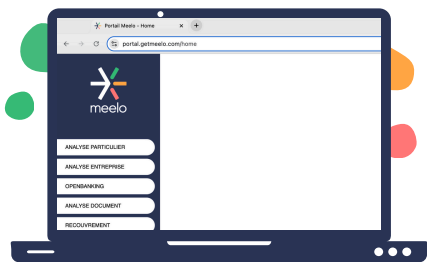 Portail Meelo - Home
portal.getmeelo.com/home
meelo
ANALYSE PARTICULIER
ANALYSE ENTREPRISE
OPENBANKING
ANALYSE DOCUMENT
RECOUVREMENT